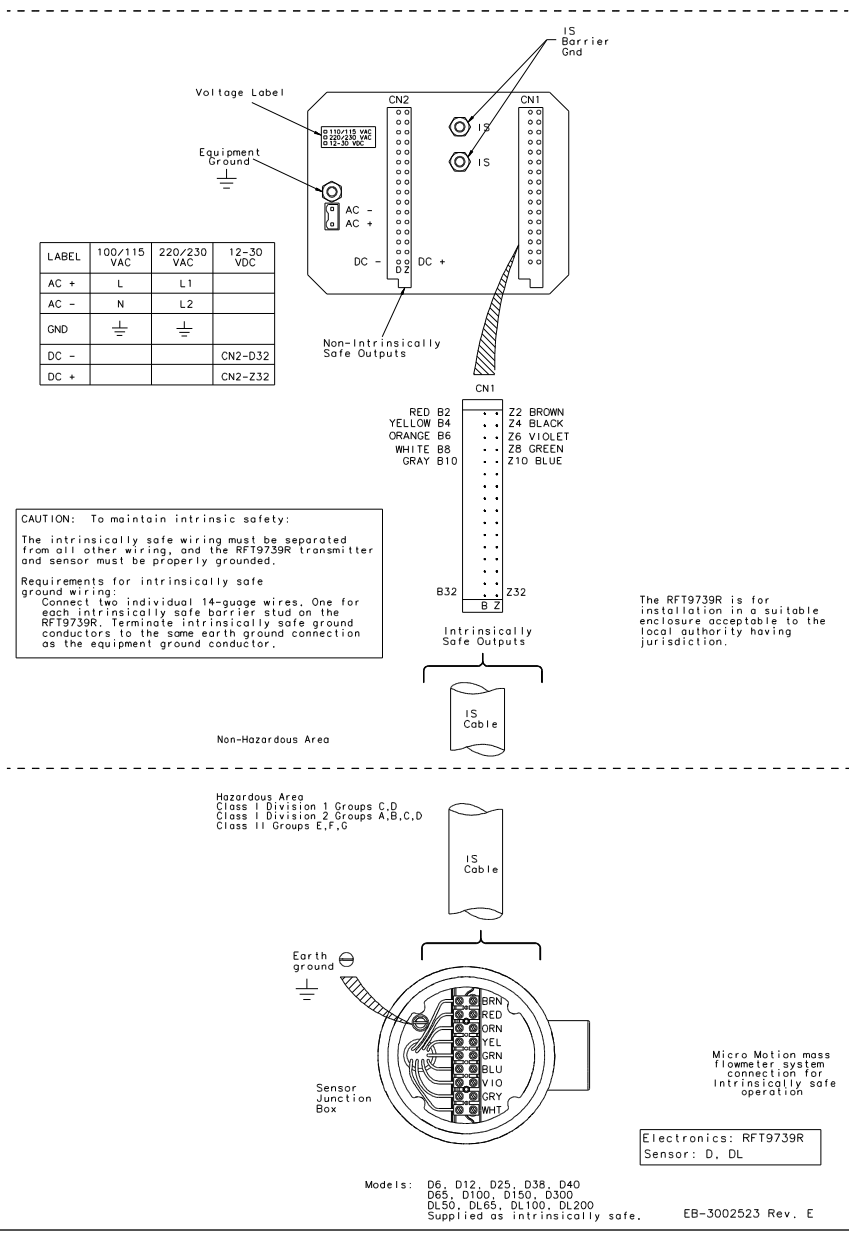 IS
Barrier
Gnd
Voltage Label
CN2
CN1
110/115 VAC
220/230 VAC
12-30 VDC
IS
IS
Equipment
Ground
AC -
AC +
DC -
DC +
D Z
LABEL 100/115 VAC 220/230 VAC 12-30 VDC
AC + L L1
AC - N L2
GND
DC - CN2-D32
DC + CN2-Z32
Non-Intrinsically
Safe Outputs
CN1
RED B2 Z2 BROWN
YELLOW B4 Z4 BLACK
ORANGE B6 Z6 VIOLET
WHITE B8 Z8 GREEN
GRAY B10 Z10 BLUE
B32 Z32
B Z
Intrinsically
Safe Outputs
CAUTION: To maintain intrinsic safety:
The intrinsically safe wiring must be separated
from all other wiring, and the RFT9739R transmitter
and sensor must be properly grounded.
Requirements for intrinsically safe
ground wiring:
Connect two individual 14-guage wires. One for
each intrinsically safe barrier stud on the
RFT9739R. Terminate intrinsically safe ground
conductors to the same earth ground connection
as the equipment ground conductor.
The RFT9739R is for
installation in a suitable
enclosure acceptable to the
local authority having
jurisdiction.
IS
Cable
Non-Hazardous Area
Hazardous Area
Class I Division 1 Groups C,D
Class I Division 2 Groups A,B,C,D
Class II Groups E,F,G
IS
Cable
Earth
ground
BRN
RED
ORN
YEL
GRN
BLU
VIO
GRY
WHT
Sensor
Junction
Box
Micro Motion mass
flowmeter system
connection for
Intrinsically safe
operation
Electronics: RFT9739R
Sensor: D, DL
Models: D6, D12, D25, D38, D40
D65, D100, D150, D300
DL50, DL65, DL100, DL200
Supplied as intrinsically safe.
EB-3002523 Rev. E